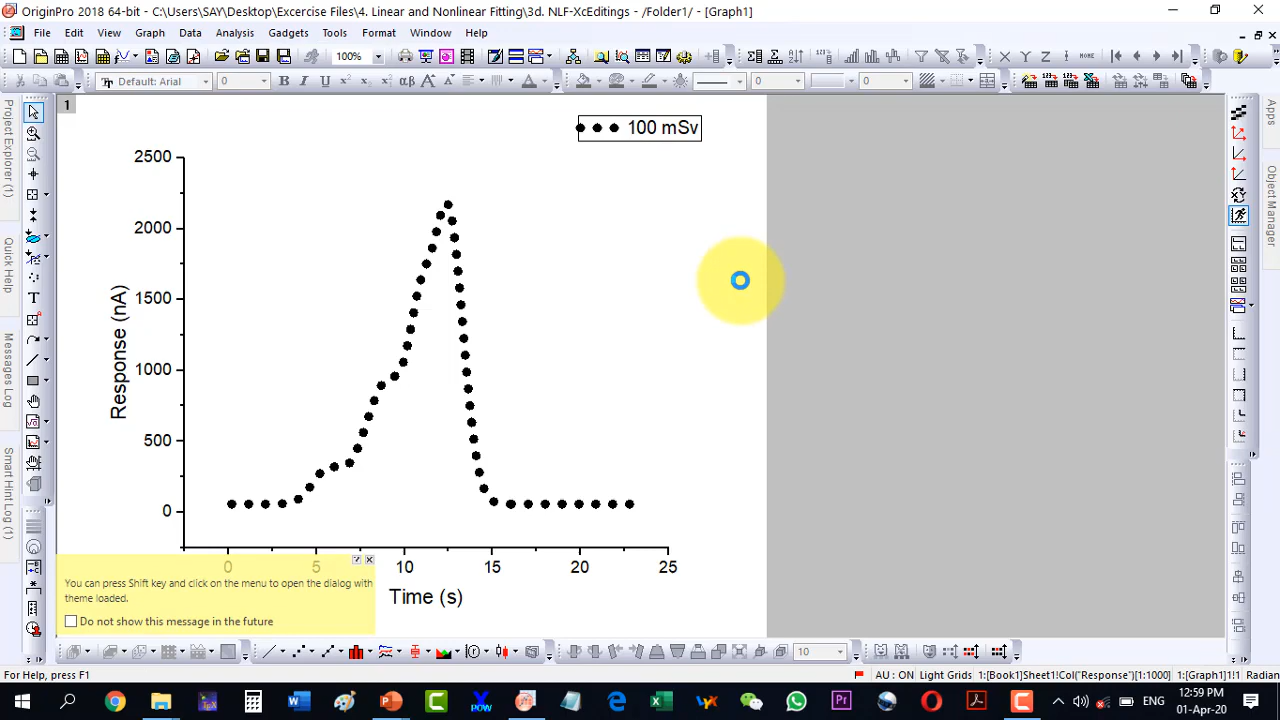 OriginPro 2018 64-bit - C:\Users\SAY\Desktop\Excercise Files\4. Linear and Nonlinear Fitting\3d. NLF-XcEditings - /Folder1/ - [Graph1]
File Edit View Graph Data Analysis Gadgets Tools Format Window Help
100%
Default: Arial 0 B I U 0 0
Project Explorer (1)
Quick Help
Messages Log
Smart Hint Log (1)
Apps
Object Manager
1
100 mSv
2500
2000
1500
1000
500
0
Response (nA)
0 5 10 15 20 25
Time (s)
You can press Shift key and click on the menu to open the dialog with
theme loaded.
Do not show this message in the future
10
For Help, press F1
AU : ON Light Grids 1:[Book1]Sheet1!Col("Response")[1:1000] 1:[Graph1]1!1 Radian
ENG
12:59 PM
01-Apr-20